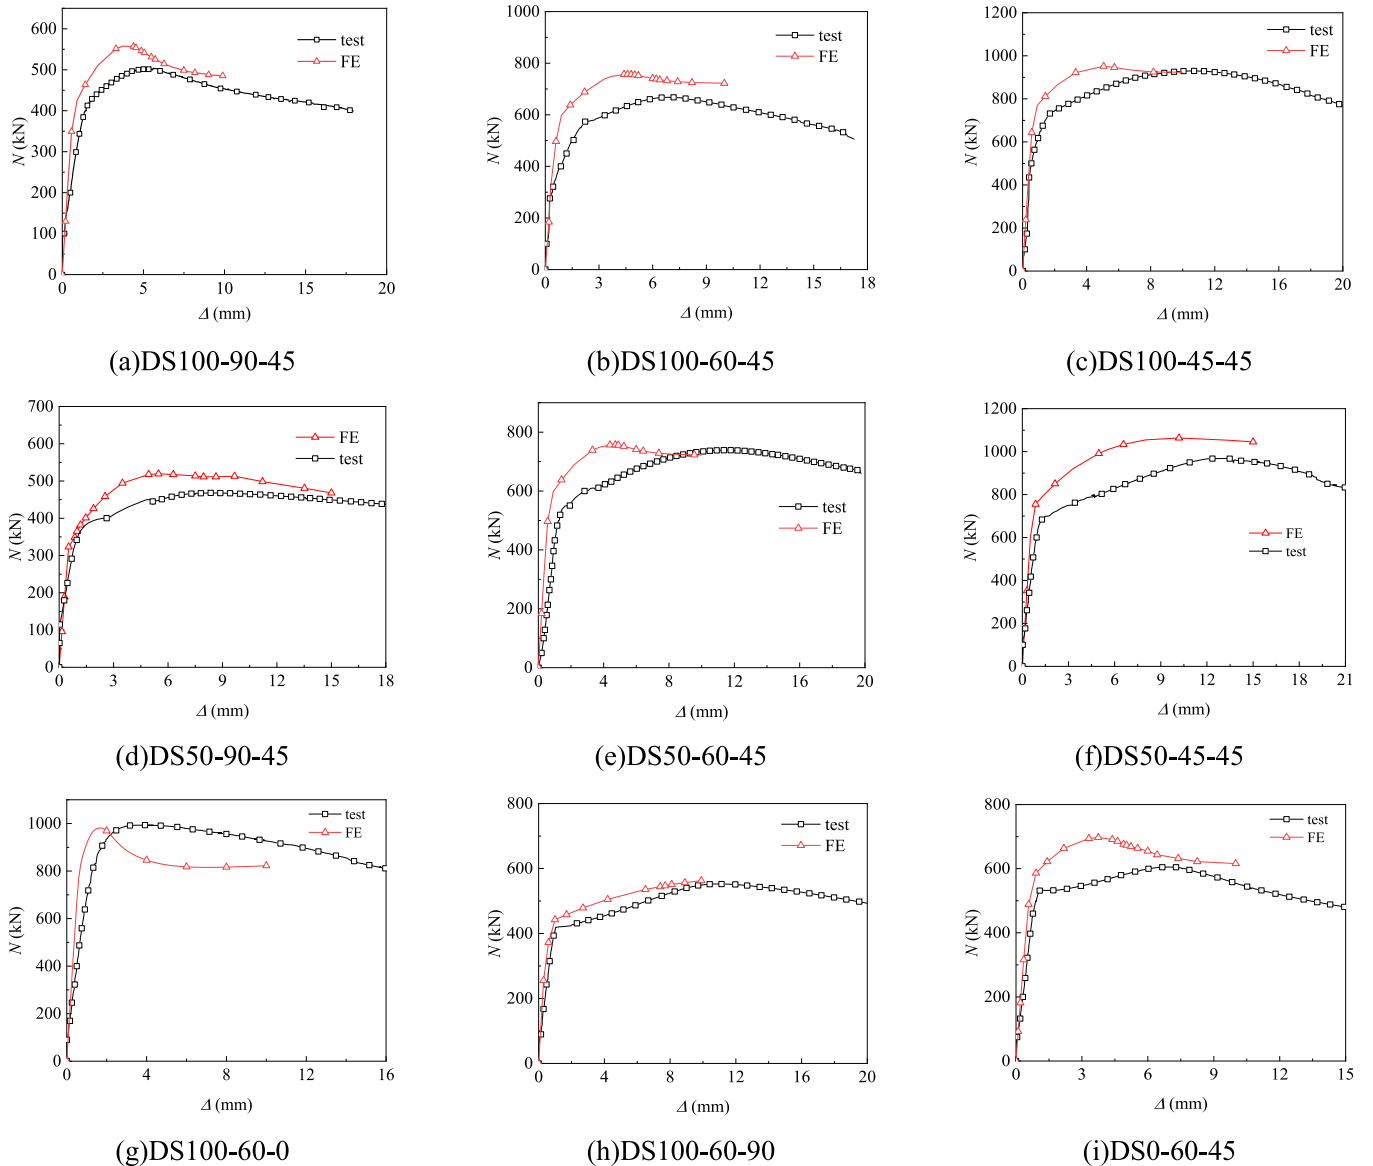 600
500
400
300
200
100
0
N (kN)
test
FE
0 5 10 15 20
Δ (mm)
(a)DS100-90-45
1000
800
600
400
200
0
N (kN)
test
FE
0 3 6 9 12 15 18
Δ (mm)
(b)DS100-60-45
1200
1000
800
600
400
200
0
N (kN)
test
FE
0 4 8 12 16 20
Δ (mm)
(c)DS100-45-45
700
600
500
400
300
200
100
0
N (kN)
FE
test
0 3 6 9 12 15 18
Δ (mm)
(d)DS50-90-45
800
600
400
200
0
N (kN)
test
FE
0 4 8 12 16 20
Δ (mm)
(e)DS50-60-45
1200
1000
800
600
400
200
0
N (kN)
FE
test
0 3 6 9 12 15 18 21
Δ (mm)
(f)DS50-45-45
1000
800
600
400
200
0
N (kN)
test
FE
0 4 8 12 16
Δ (mm)
(g)DS100-60-0
800
600
400
200
0
N (kN)
test
FE
0 4 8 12 16 20
Δ (mm)
(h)DS100-60-90
800
600
400
200
0
N (kN)
test
FE
0 3 6 9 12 15
Δ (mm)
(i)DS0-60-45